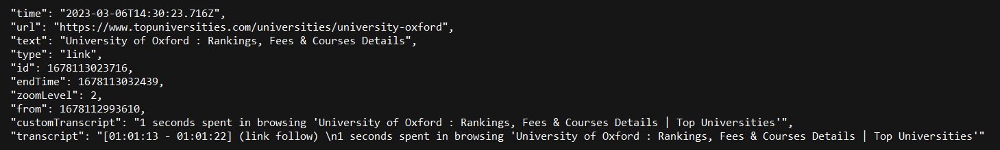 "time": "2023-03-06T14:30:23.716Z",
"url": "https://www.topuniversities.com/universities/university-oxford",
"text": "University of Oxford : Rankings, Fees & Courses Details",
"type": "link",
"id": 1678113023716,
"endTime": 1678113032439,
"zoomLevel": 2,
"from": 1678112993610,
"customTranscript": "1 seconds spent in browsing 'University of Oxford : Rankings, Fees & Courses Details | Top Universities'",
"transcript": "[01:01:13 - 01:01:22] (link follow) \n1 seconds spent in browsing 'University of Oxford : Rankings, Fees & Courses Details | Top Universities'"